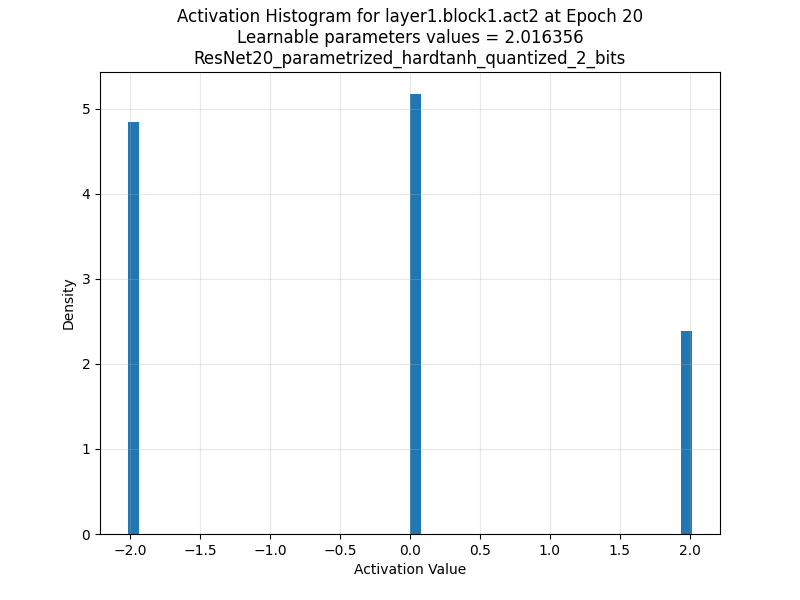 Activation Histogram for layer1.block1.act2 at Epoch 20
Learnable parameters values = 2.016356
ResNet20_parametrized_hardtanh_quantized_2_bits
5
4
3
2
1
0
Density
−2.0 −1.5 −1.0 −0.5 0.0 0.5 1.0 1.5 2.0
Activation Value